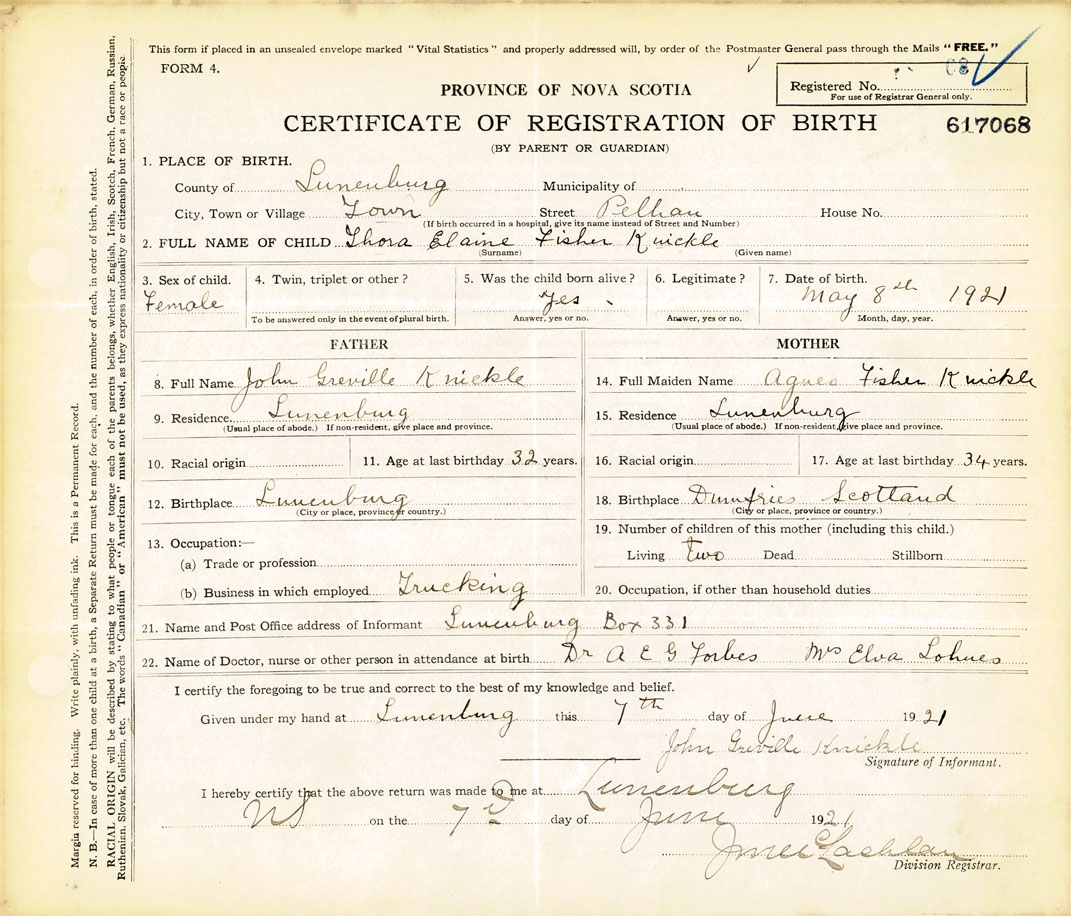 This form if placed in an unsealed envelope marked "Vital Statistics" and properly addressed will, by order of the Postmaster General pass through the Mails "FREE."
FORM 4.
68
Registered No.
For use of Registrar General only.
PROVINCE OF NOVA SCOTIA
CERTIFICATE OF REGISTRATION OF BIRTH
617068
(BY PARENT OR GUARDIAN)
1. PLACE OF BIRTH.
County of Lunenburg Municipality of
City, Town or Village Town Street Pelhan House No.
(If birth occurred in a hospital, give its name instead of Street and Number)
2. FULL NAME OF CHILD Thora Elaine Fisher Knickle
(Surname) (Given name)
3. Sex of child. 4. Twin, triplet or other? 5. Was the child born alive? 6. Legitimate? 7. Date of birth.
Female Yes May 8th 1921
To be answered only in the event of plural birth. Answer, yes or no. Answer, yes or no. Month, day, year.
FATHER
8. Full Name John Greville Knickle
9. Residence Lunenburg
(Usual place of abode.) If non-resident, give place and province.
10. Racial origin 11. Age at last birthday 32 years.
12. Birthplace Lunenburg
(City or place, province or country.)
13. Occupation:—
(a) Trade or profession
(b) Business in which employed Trucking
MOTHER
14. Full Maiden Name Agnes Fisher Knickle
15. Residence Lunenburg
(Usual place of abode.) If non-resident, give place and province.
16. Racial origin 17. Age at last birthday 34 years.
18. Birthplace Dumfries Scotland
(City or place, province or country.)
19. Number of children of this mother (including this child.)
Living two Dead Stillborn
20. Occupation, if other than household duties
21. Name and Post Office address of Informant Lunenburg Box 331
22. Name of Doctor, nurse or other person in attendance at birth Dr A E G Forbes Mrs Elva Lohnes
I certify the foregoing to be true and correct to the best of my knowledge and belief.
Given under my hand at Lunenburg this 7th day of June 1921
John Greville Knickle
Signature of Informant.
I hereby certify that the above return was made to me at Lunenburg
NS on the 7th day of June 1921
Division Registrar.
Margin reserved for binding. Write plainly, with unfading ink. This is a Permanent Record.
N. B.—In case of more than one child at a birth, a Separate Return must be made for each, and the number of each, in order of birth, stated.
RACIAL ORIGIN will be described by stating to what people or tongue each of the parents belongs, whether English, Irish, Scotch, French, German, Russian,
Ruthenian, Slovak, Galician, etc. The words "Canadian" or "American" must not be used, as they express nationality or citizenship but not a race or people